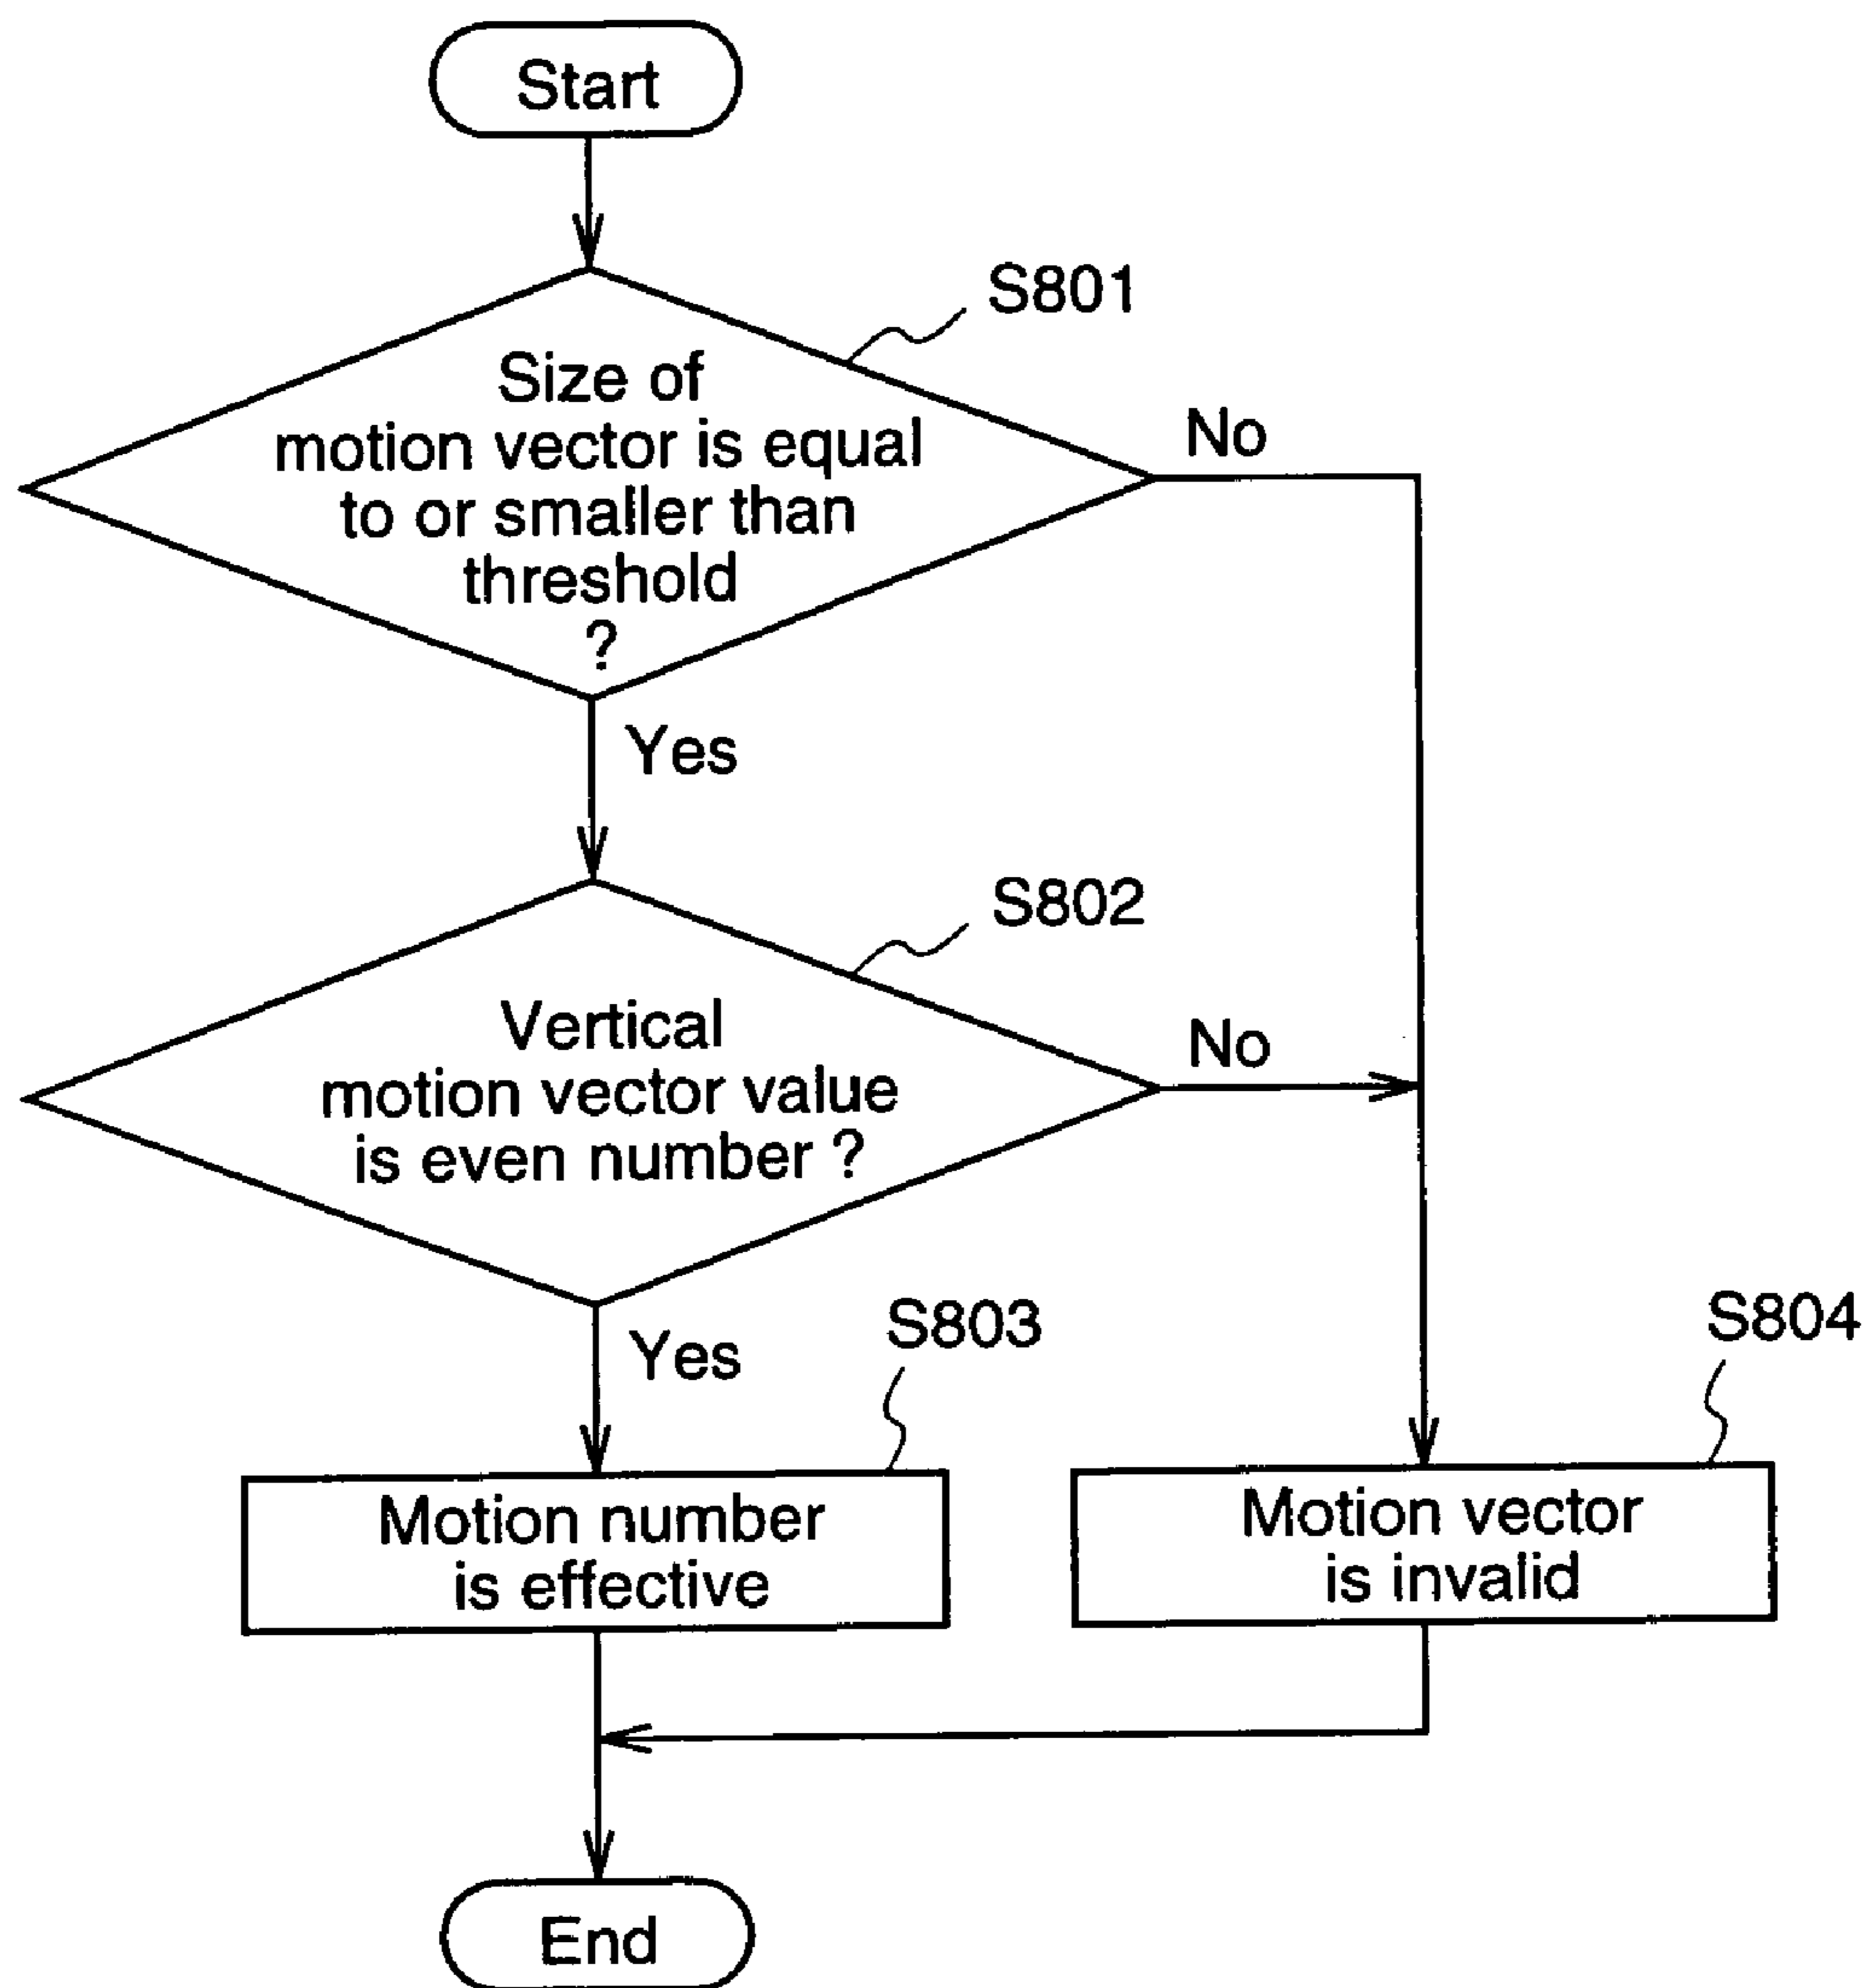 Start
S801
Size of
motion vector is equal
to or smaller than
threshold
?
No
Yes
S802
Vertical
motion vector value
is even number ?
No
Yes
S803
S804
Motion number
is effective
Motion vector
is invalid
End